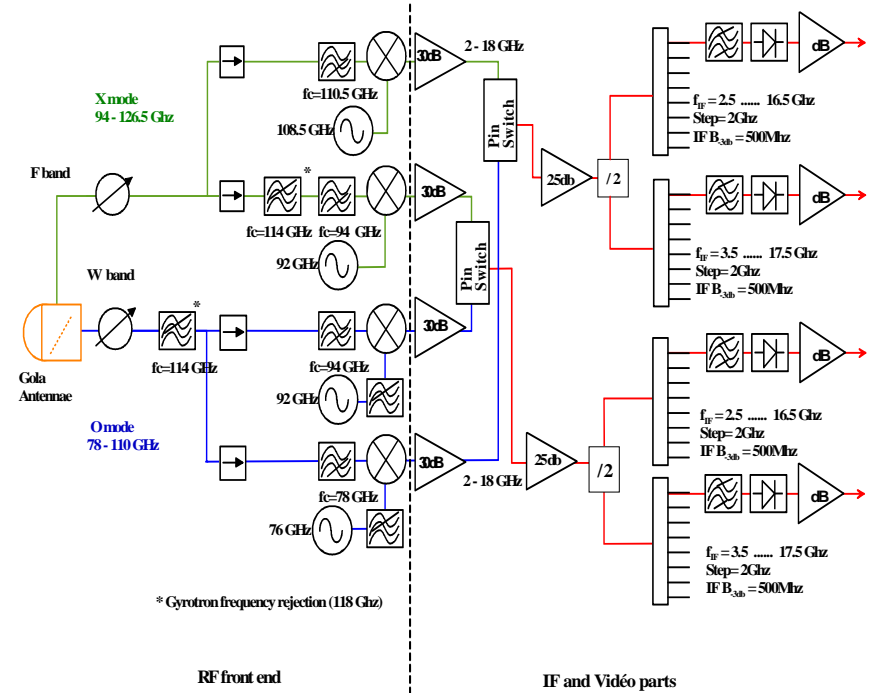 30dB
2 - 18 GHz
dB
X mode
94 - 126.5 Ghz
fc=110.5 GHz
108.5 GHz
Pin
Switch
f_IF = 2.5 ...... 16.5 Ghz
Step= 2Ghz
IF B_-3db = 500Mhz
F band
*
30dB
25db
/ 2
dB
fc=114 GHz fc=94 GHz
92 GHz
Pin
Switch
f_IF = 3.5 ...... 17.5 Ghz
Step= 2Ghz
IF B_-3db = 500Mhz
W band
*
30dB
dB
fc=114 GHz
fc=94 GHz
Gola
Antennae
92 GHz
f_IF = 2.5 ...... 16.5 Ghz
Step= 2Ghz
IF B_-3db = 500Mhz
O mode
78 - 110 GHz
30dB
25db
/2
2 - 18 GHz
dB
fc=78 GHz
76 GHz
f_IF = 3.5 ...... 17.5 Ghz
Step= 2Ghz
IF B_-3db = 500Mhz
* Gyrotron frequency rejection (118 Ghz)
RF front end
IF and Vidéo parts